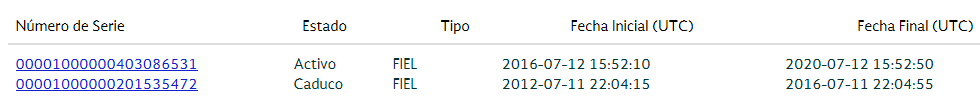 Número de Serie Estado Tipo Fecha Inicial (UTC) Fecha Final (UTC)
00001000000403086531 Activo FIEL 2016-07-12 15:52:10 2020-07-12 15:52:50
00001000000201535472 Caduco FIEL 2012-07-11 22:04:15 2016-07-11 22:04:55